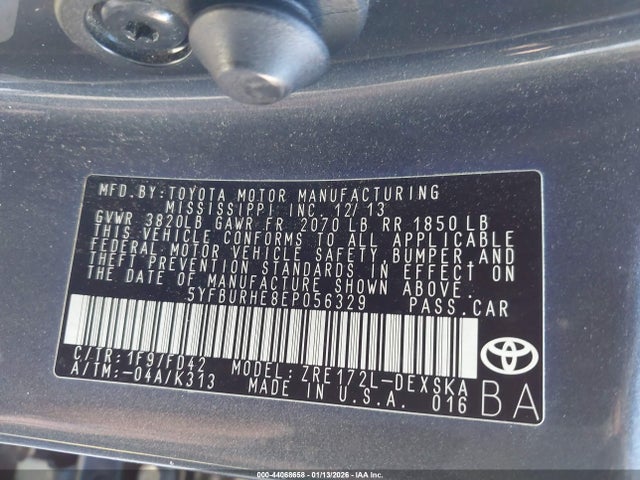 MFD.BY:TOYOTA MOTOR MANUFACTURING
MISSISSIPPI INC. 12/13
GVWR 3820LB GAWR FR 2070 LB RR 1850 LB
THIS VEHICLE CONFORMS TO ALL APPLICABLE
FEDERAL MOTOR VEHICLE SAFETY, BUMPER, AND
THEFT PREVENTION STANDARDS IN EFFECT ON
THE DATE OF MANUFACTURE SHOWN ABOVE.
5YFBURHE8EP056329 PASS.CAR
C/TR:1F9/FD42 MODEL:ZRE172L-DEXSKA
A/TM:-04A/K313 MADE IN U.S.A. 016
BA
000-44068658 - 01/13/2026 - IAA Inc.